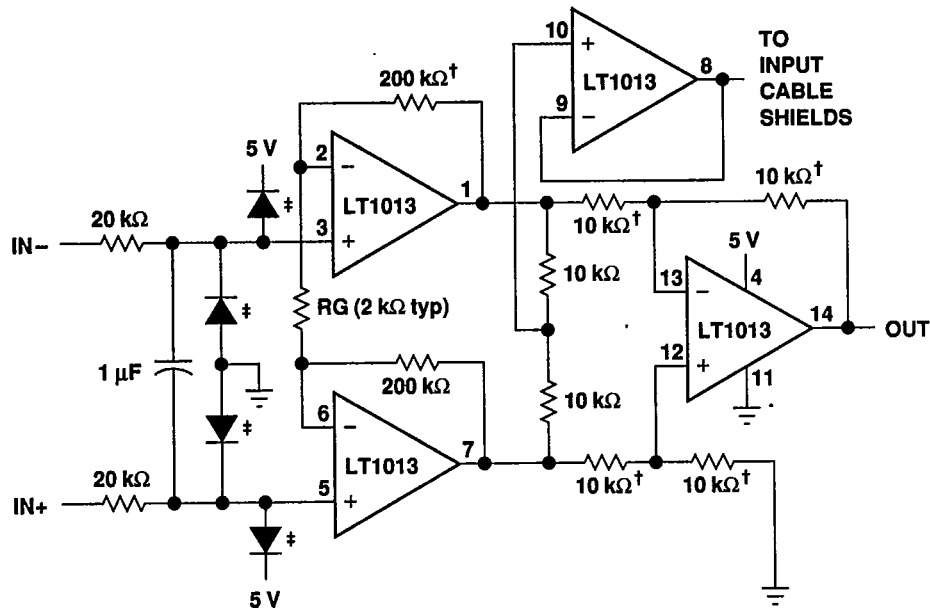 TO
INPUT
CABLE
SHIELDS
10
+
LT1013
8
9
−
200 kΩ†
5 V
‡
2
−
LT1013
1
3
+
20 kΩ
IN−
10 kΩ†
10 kΩ†
10 kΩ
5 V
4
13
−
LT1013
14
OUT
12
+
11
RG (2 kΩ typ)
‡
1 μF
200 kΩ
10 kΩ
‡
6
−
LT1013
7
5
+
20 kΩ
IN+
10 kΩ†
10 kΩ†
‡
5 V